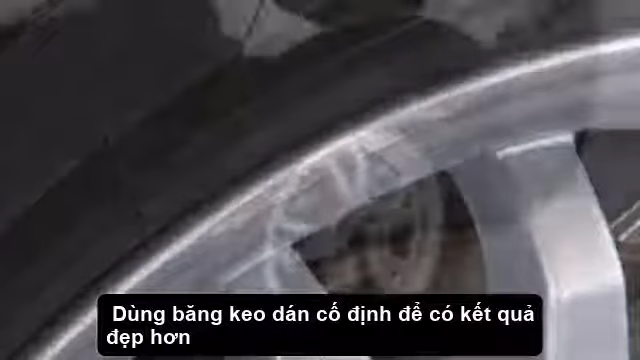 Dùng băng keo dán cố định để có kết quả
đẹp hơn